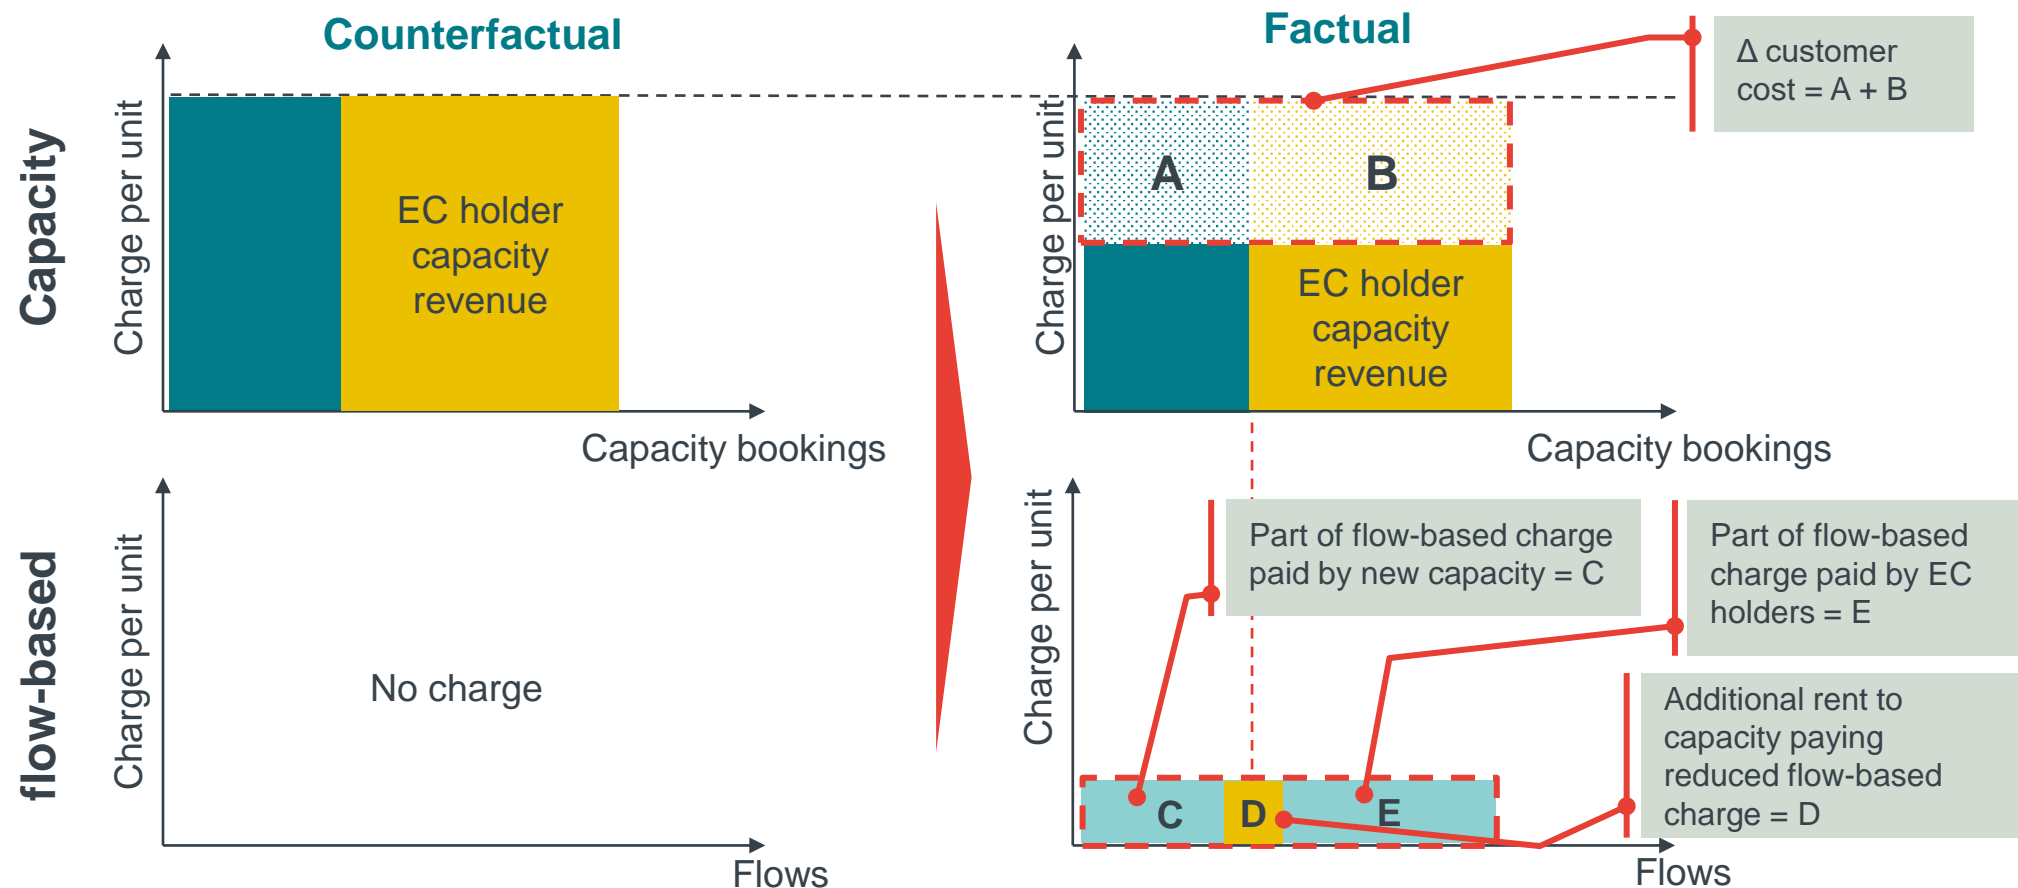 Counterfactual
Factual
Capacity
Charge per unit
EC holder
capacity
revenue
Capacity bookings
Charge per unit
A
B
EC holder
capacity
revenue
Capacity bookings
Δ customer
cost = A + B
flow-based
Charge per unit
No charge
Flows
Charge per unit
Part of flow-based charge
paid by new capacity = C
Part of flow-based
charge paid by EC
holders = E
Additional rent to
capacity paying
reduced flow-based
charge = D
C
D
E
Flows